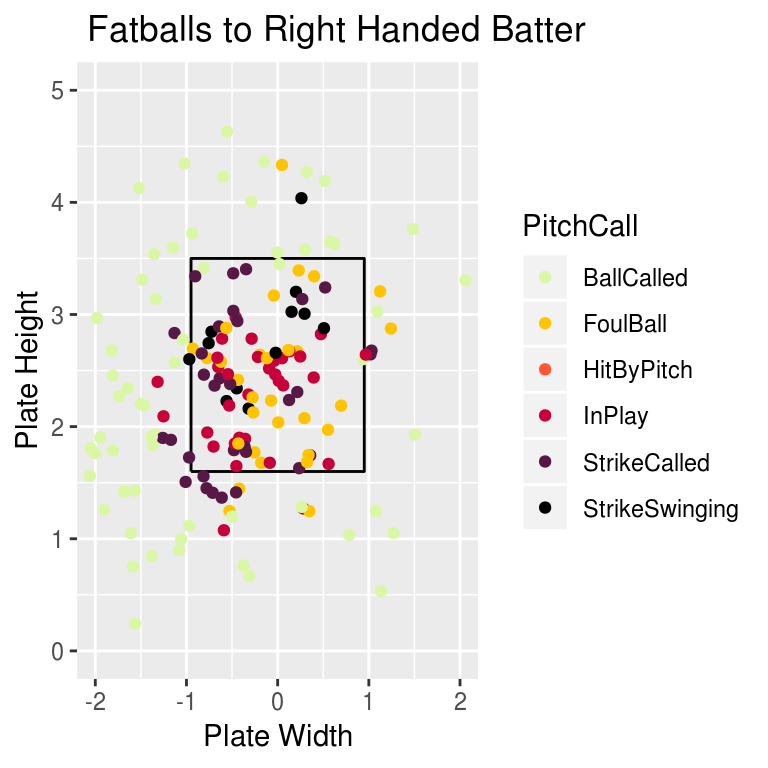 Fatballs to Right Handed Batter
5
4
3
2
1
0
-2
-1
0
1
2
Plate Height
Plate Width
PitchCall
BallCalled
FoulBall
HitByPitch
InPlay
StrikeCalled
StrikeSwinging